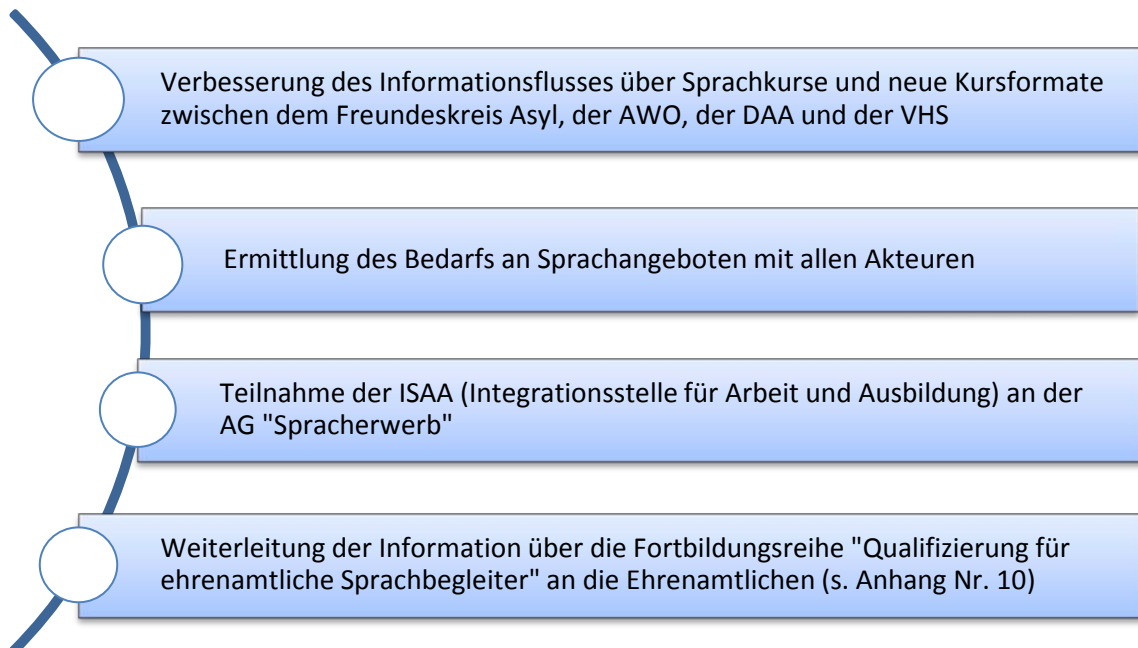 Verbesserung des Informationsflusses über Sprachkurse und neue Kursformate
zwischen dem Freundeskreis Asyl, der AWO, der DAA und der VHS
Ermittlung des Bedarfs an Sprachangeboten mit allen Akteuren
Teilnahme der ISAA (Integrationsstelle für Arbeit und Ausbildung) an der
AG "Spracherwerb"
Weiterleitung der Information über die Fortbildungsreihe "Qualifizierung für
ehrenamtliche Sprachbegleiter" an die Ehrenamtlichen (s. Anhang Nr. 10)